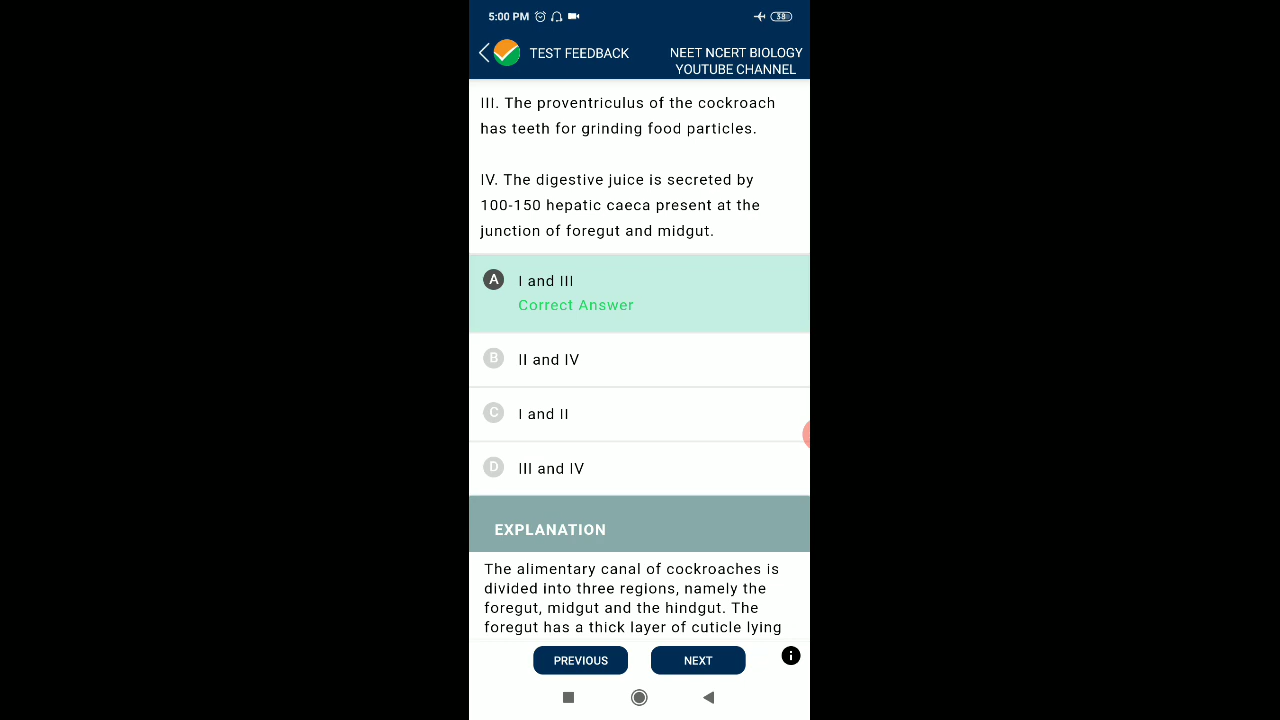 5:00 PM 38
TEST FEEDBACK
NEET NCERT BIOLOGY
YOUTUBE CHANNEL
III. The proventriculus of the cockroach
has teeth for grinding food particles.
IV. The digestive juice is secreted by
100-150 hepatic caeca present at the
junction of foregut and midgut.
A I and III
Correct Answer
B II and IV
C I and II
D III and IV
EXPLANATION
The alimentary canal of cockroaches is
divided into three regions, namely the
foregut, midgut and the hindgut. The
foregut has a thick layer of cuticle lying
PREVIOUS NEXT